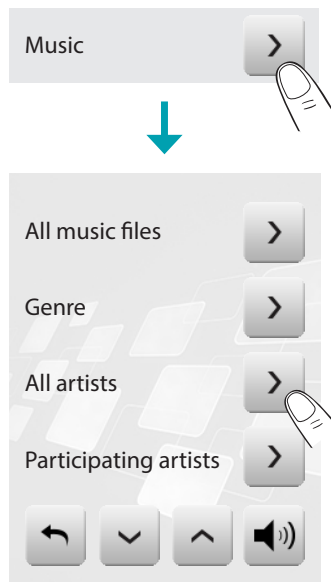 Music
All music files
Genre
All artists
Participating artists